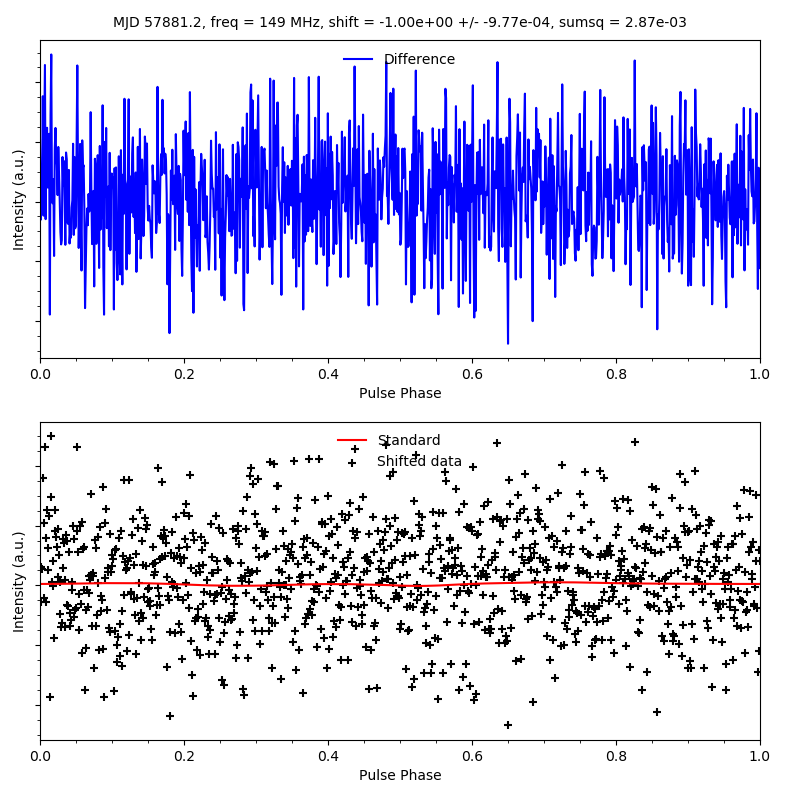 MJD 57881.2, freq = 149 MHz, shift = -1.00e+00 +/- -9.77e-04, sumsq = 2.87e-03
Difference
Intensity (a.u.)
0.0 0.2 0.4 0.6 0.8 1.0
Pulse Phase
Standard
Shifted data
Intensity (a.u.)
0.0 0.2 0.4 0.6 0.8 1.0
Pulse Phase